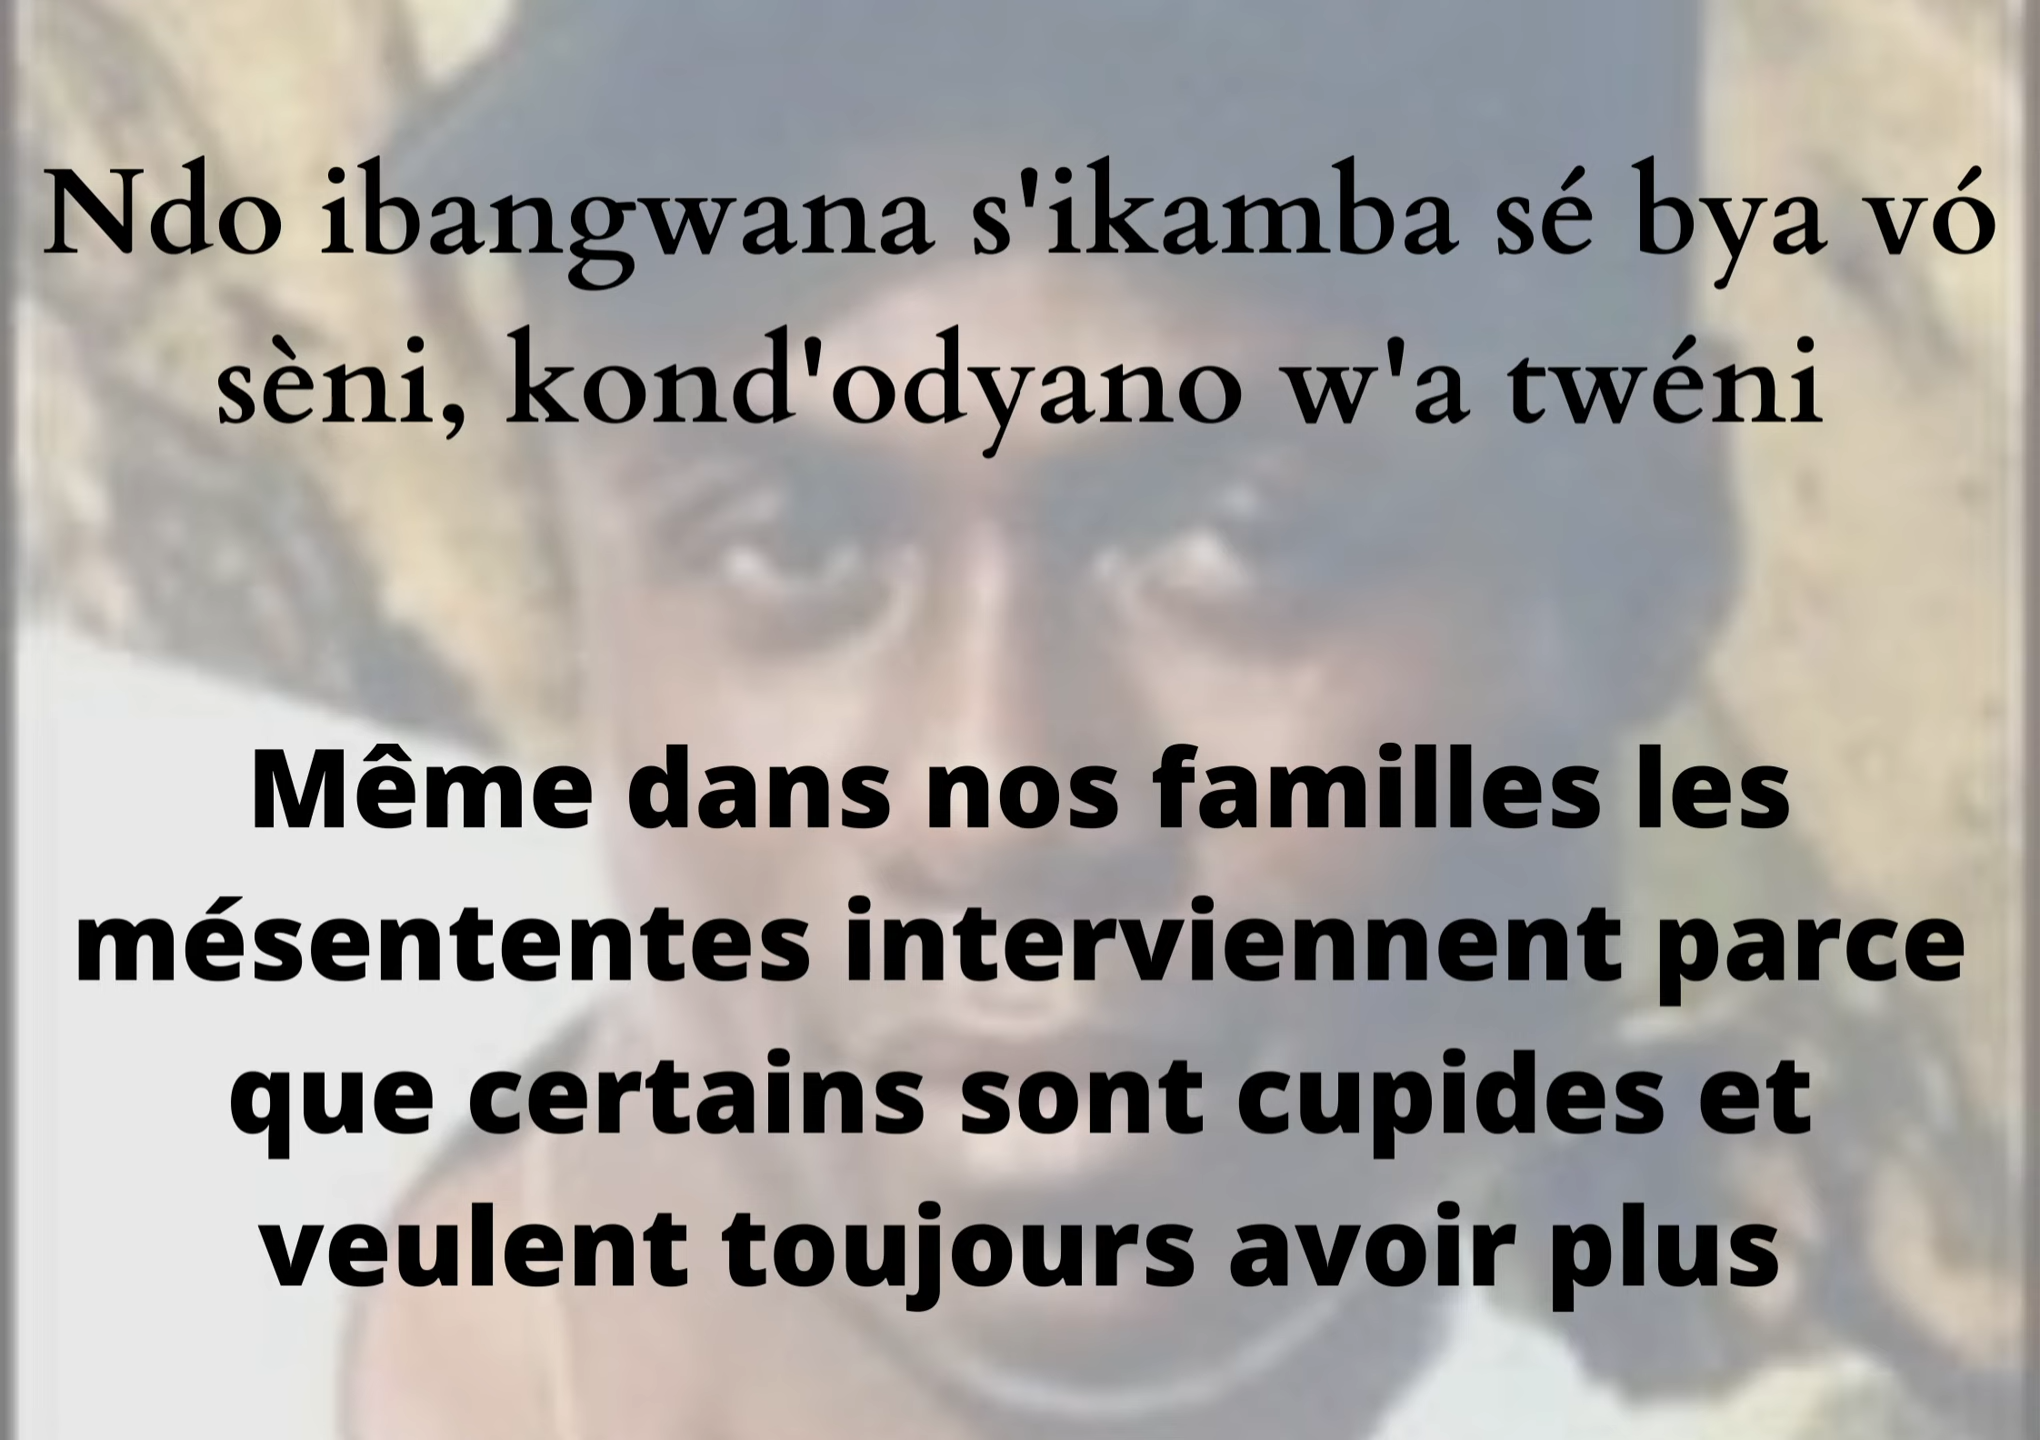 Ndo ibangwana s'ikamba sé bya vó
sèni, kond'odyano w'a twéni
Même dans nos familles les
mésententes interviennent parce
que certains sont cupides et
veulent toujours avoir plus